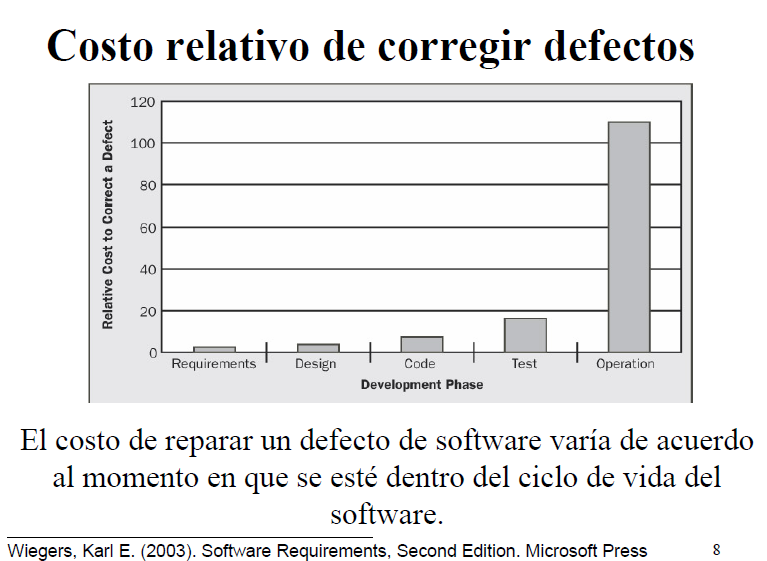 Costo relativo de corregir defectos
Relative Cost to Correct a Defect
120
100
80
60
40
20
0
Requirements Design Code Test Operation
Development Phase
El costo de reparar un defecto de software varía de acuerdo
al momento en que se esté dentro del ciclo de vida del
software.
Wiegers, Karl E. (2003). Software Requirements, Second Edition. Microsoft Press 8